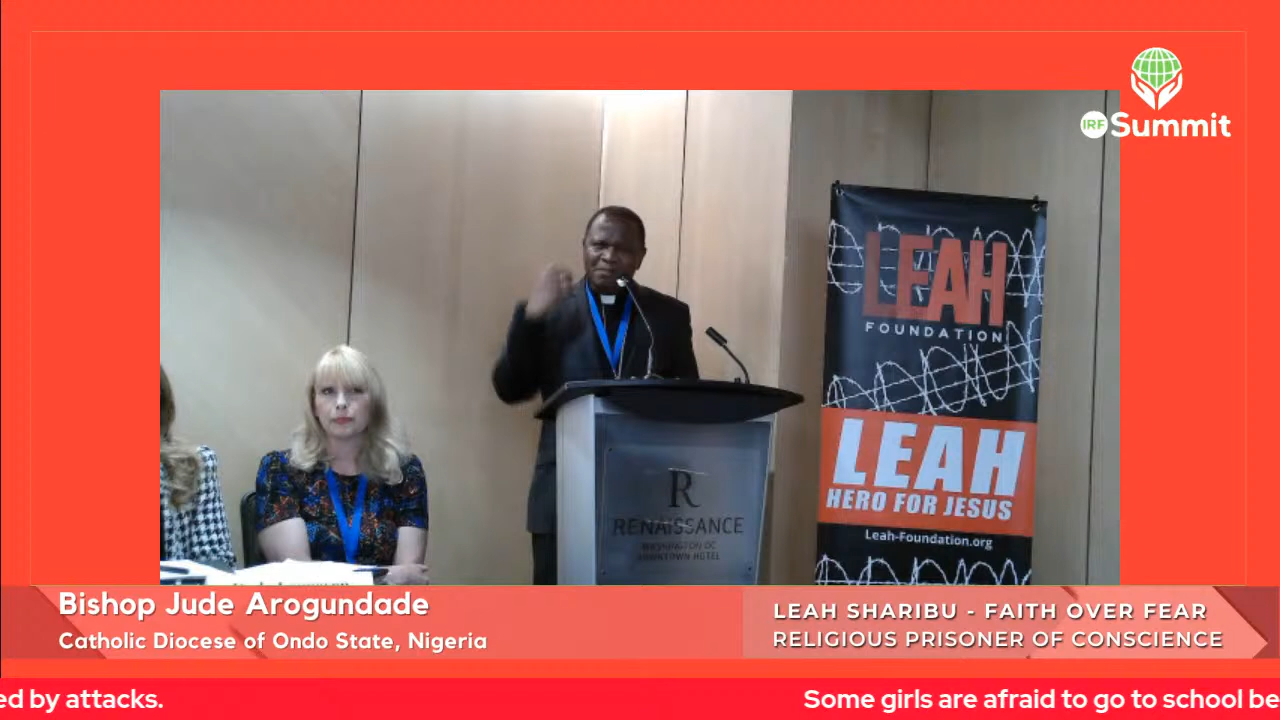 IRF Summit
LEAH
FOUNDATION
LEAH
HERO FOR JESUS
Leah-Foundation.org
R
RENAISSANCE
WASHINGTON DC
DOWNTOWN HOTEL
Bishop Jude Arogundade
Catholic Diocese of Ondo State, Nigeria
LEAH SHARIBU - FAITH OVER FEAR
RELIGIOUS PRISONER OF CONSCIENCE
ed by attacks.
Some girls are afraid to go to school be